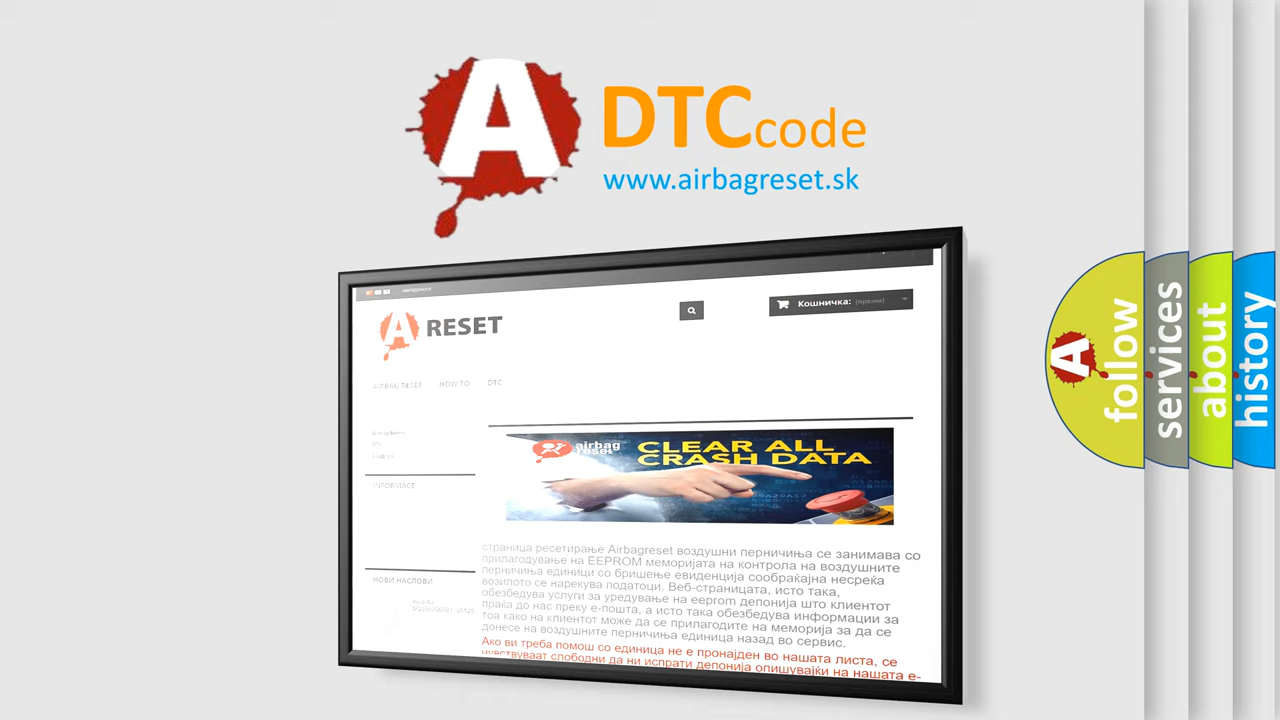 A
DTC code
www.airbagreset.sk
A RESET
Кошничка: (празни)
AIRBAG RESET HOW TO DTC
airbag
reset
CLEAR ALL
CRASH DATA
INFORMACE
НОВИ НАСЛОВИ
страница ресетирање Airbagreset воздушни перничиња се занимава со
прилагодување на EEPROM меморијата на контрола на воздушните
перничиња единици со бришење евиденција сообраќајна несреќа
возилото се нарекува податоци. Веб-страницата, исто така,
обезбедува услуги за уредување на eeprom депонија што клиентот
праќа до нас преку е-пошта, а исто така обезбедува информации за
тоа како на клиентот може да се прилагодите на меморија за да се
донесе на воздушните перничиња единица назад во сервис.
Ако ви треба помош со единица не е пронајден во нашата листа, се
чувствуваат слободни да ни испрати депонија опишувајќи на нашата е-
A
follow
services
about
history